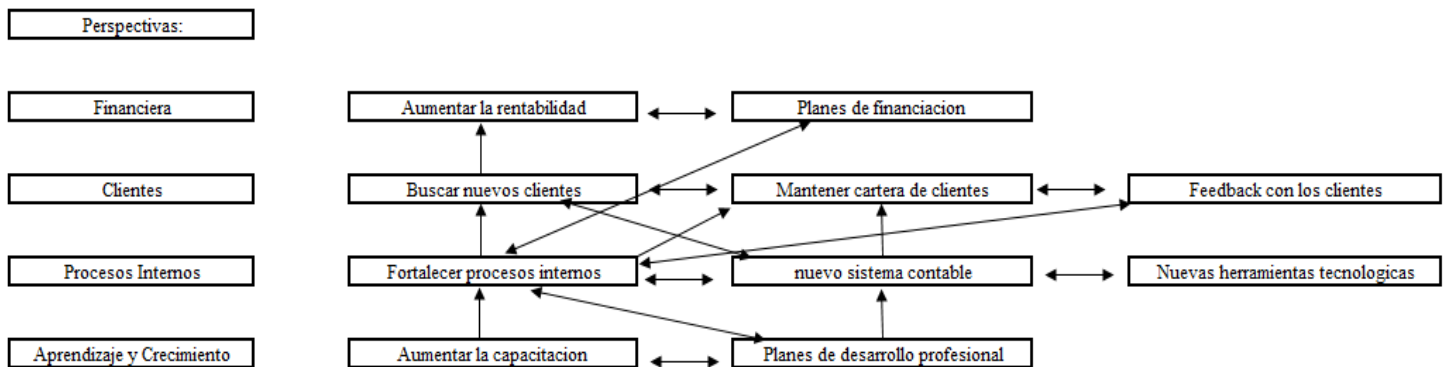 Perspectivas:
Financiera
Aumentar la rentabilidad
Planes de financiacion
Clientes
Buscar nuevos clientes
Mantener cartera de clientes
Feedback con los clientes
Procesos Internos
Fortalecer procesos internos
nuevo sistema contable
Nuevas herramientas tecnologicas
Aprendizaje y Crecimiento
Aumentar la capacitacion
Planes de desarrollo profesional